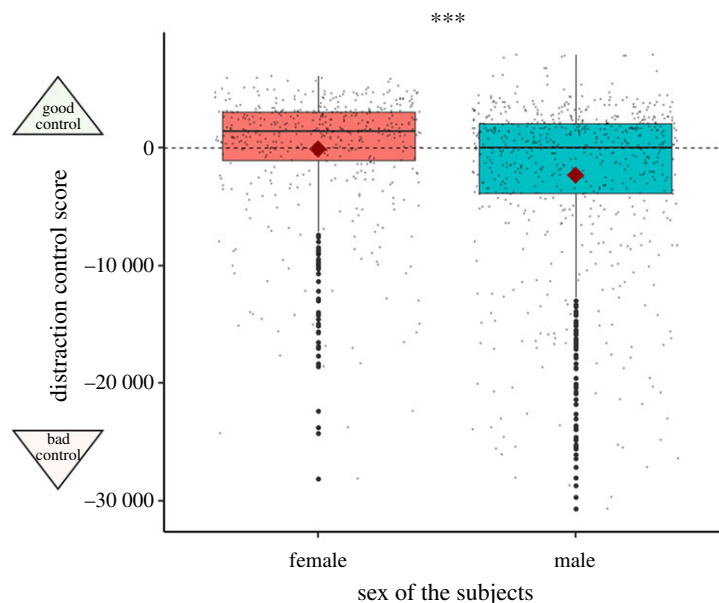 ***
good
control
0
–10 000
–20 000
–30 000
distraction control score
bad
control
female
male
sex of the subjects